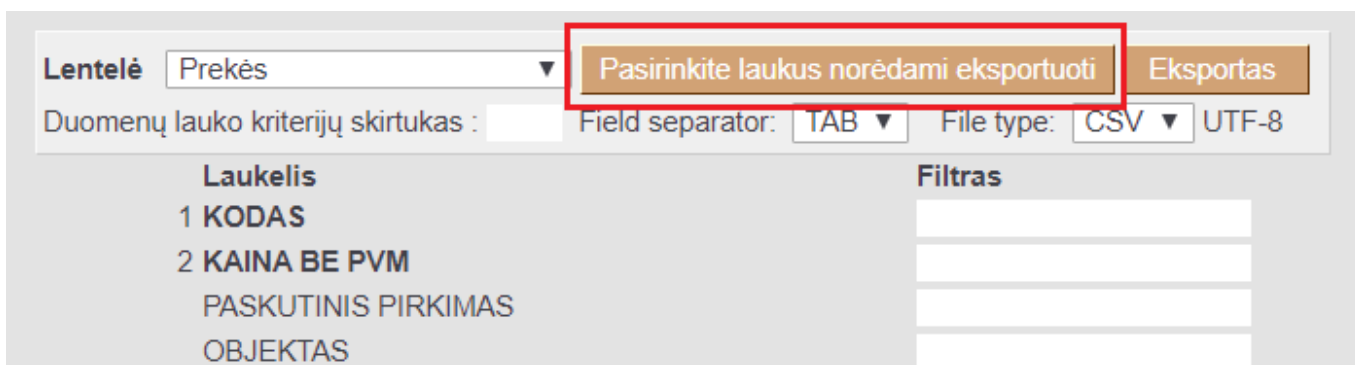 Lentelė Prekės ▼ Pasirinkite laukus norėdami eksportuoti Eksportas
Duomenų lauko kriterijų skirtukas : Field separator: TAB ▼ File type: CSV ▼ UTF-8
Laukelis Filtras
1 KODAS
2 KAINA BE PVM
PASKUTINIS PIRKIMAS
OBJEKTAS